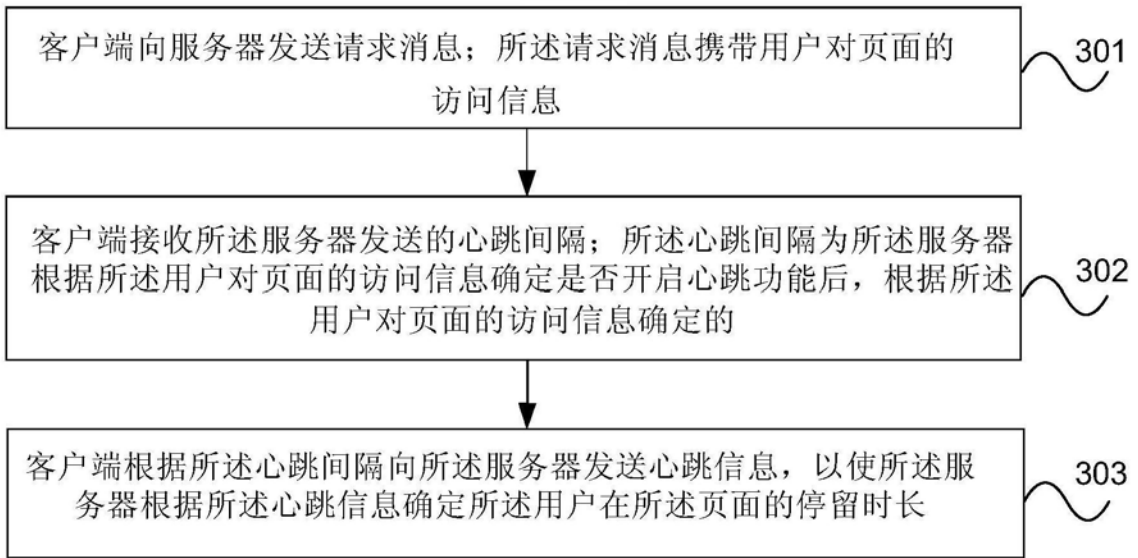 客户端向服务器发送请求消息；所述请求消息携带用户对页面的
访问信息
301
客户端接收所述服务器发送的心跳间隔；所述心跳间隔为所述服务器
根据所述用户对页面的访问信息确定是否开启心跳功能后，根据所述
用户对页面的访问信息确定的
302
客户端根据所述心跳间隔向所述服务器发送心跳信息，以使所述服
务器根据所述心跳信息确定所述用户在所述页面的停留时长
303